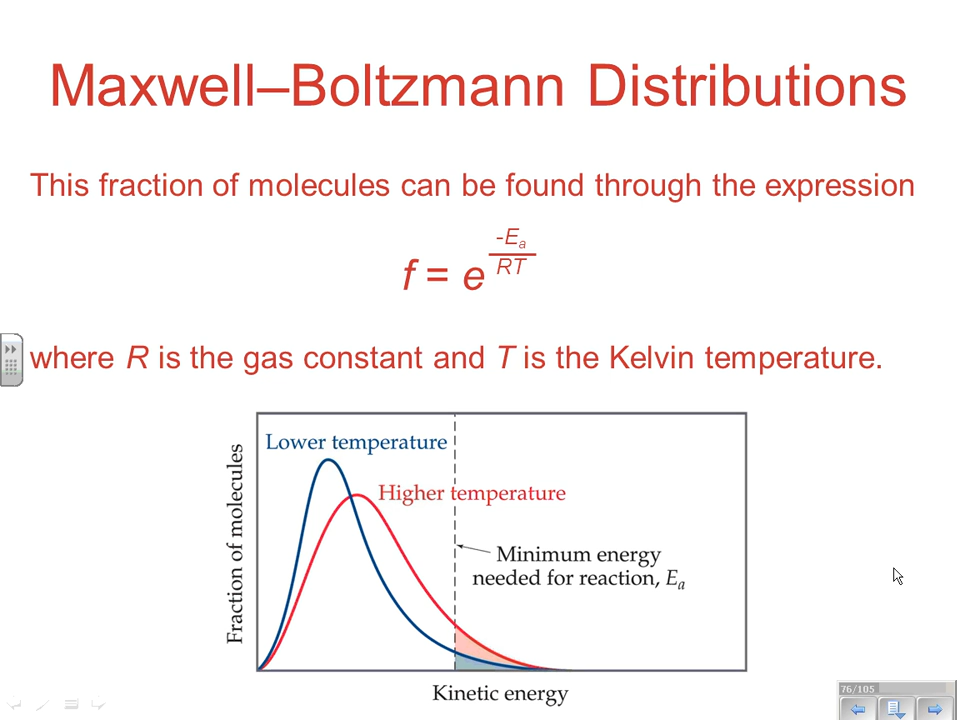 Maxwell–Boltzmann Distributions
This fraction of molecules can be found through the expression
f = e -Ea
RT
where R is the gas constant and T is the Kelvin temperature.
Lower temperature
Higher temperature
Minimum energy
needed for reaction, Ea
Fraction of molecules
Kinetic energy
76/105